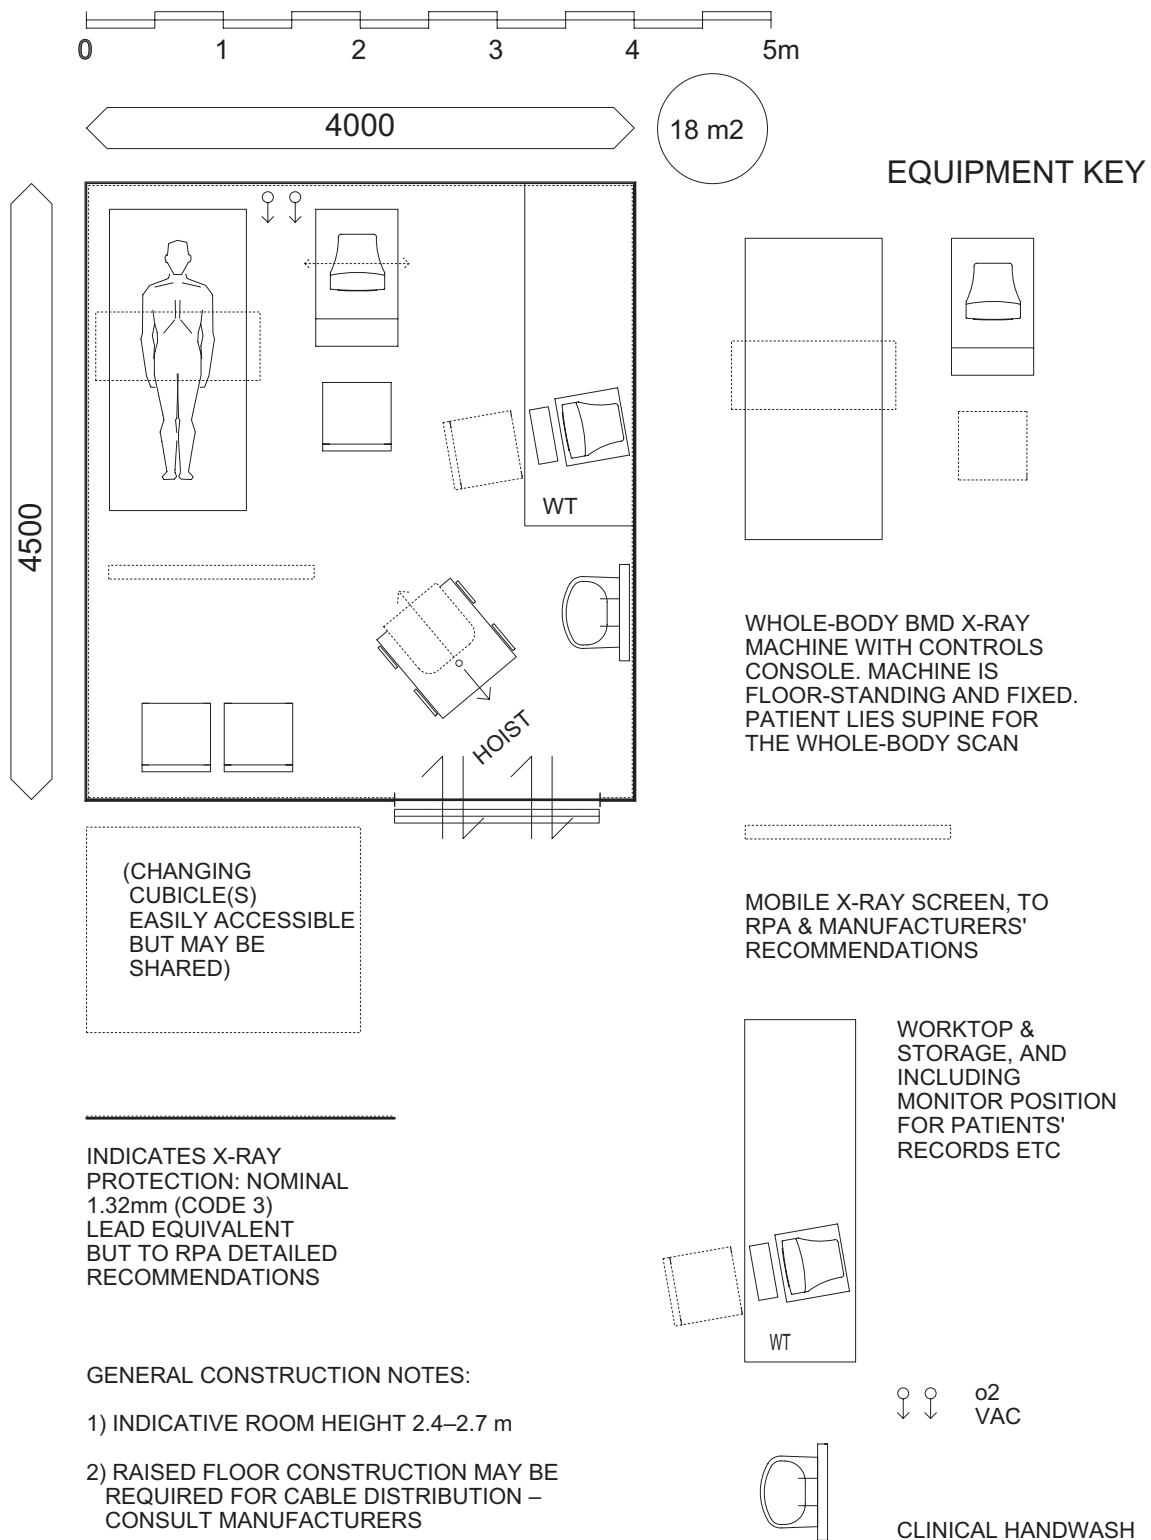 0 1 2 3 4 5m
4000
18 m2
EQUIPMENT KEY
4500
WT
HOIST
WHOLE-BODY BMD X-RAY
MACHINE WITH CONTROLS
CONSOLE. MACHINE IS
FLOOR-STANDING AND FIXED.
PATIENT LIES SUPINE FOR
THE WHOLE-BODY SCAN
(CHANGING
CUBICLE(S)
EASILY ACCESSIBLE
BUT MAY BE
SHARED)
MOBILE X-RAY SCREEN, TO
RPA & MANUFACTURERS'
RECOMMENDATIONS
WORKTOP &
STORAGE, AND
INCLUDING
MONITOR POSITION
FOR PATIENTS'
RECORDS ETC
INDICATES X-RAY
PROTECTION: NOMINAL
1.32mm (CODE 3)
LEAD EQUIVALENT
BUT TO RPA DETAILED
RECOMMENDATIONS
WT
GENERAL CONSTRUCTION NOTES:
1) INDICATIVE ROOM HEIGHT 2.4–2.7 m
2) RAISED FLOOR CONSTRUCTION MAY BE
REQUIRED FOR CABLE DISTRIBUTION –
CONSULT MANUFACTURERS
o2
VAC
CLINICAL HANDWASH